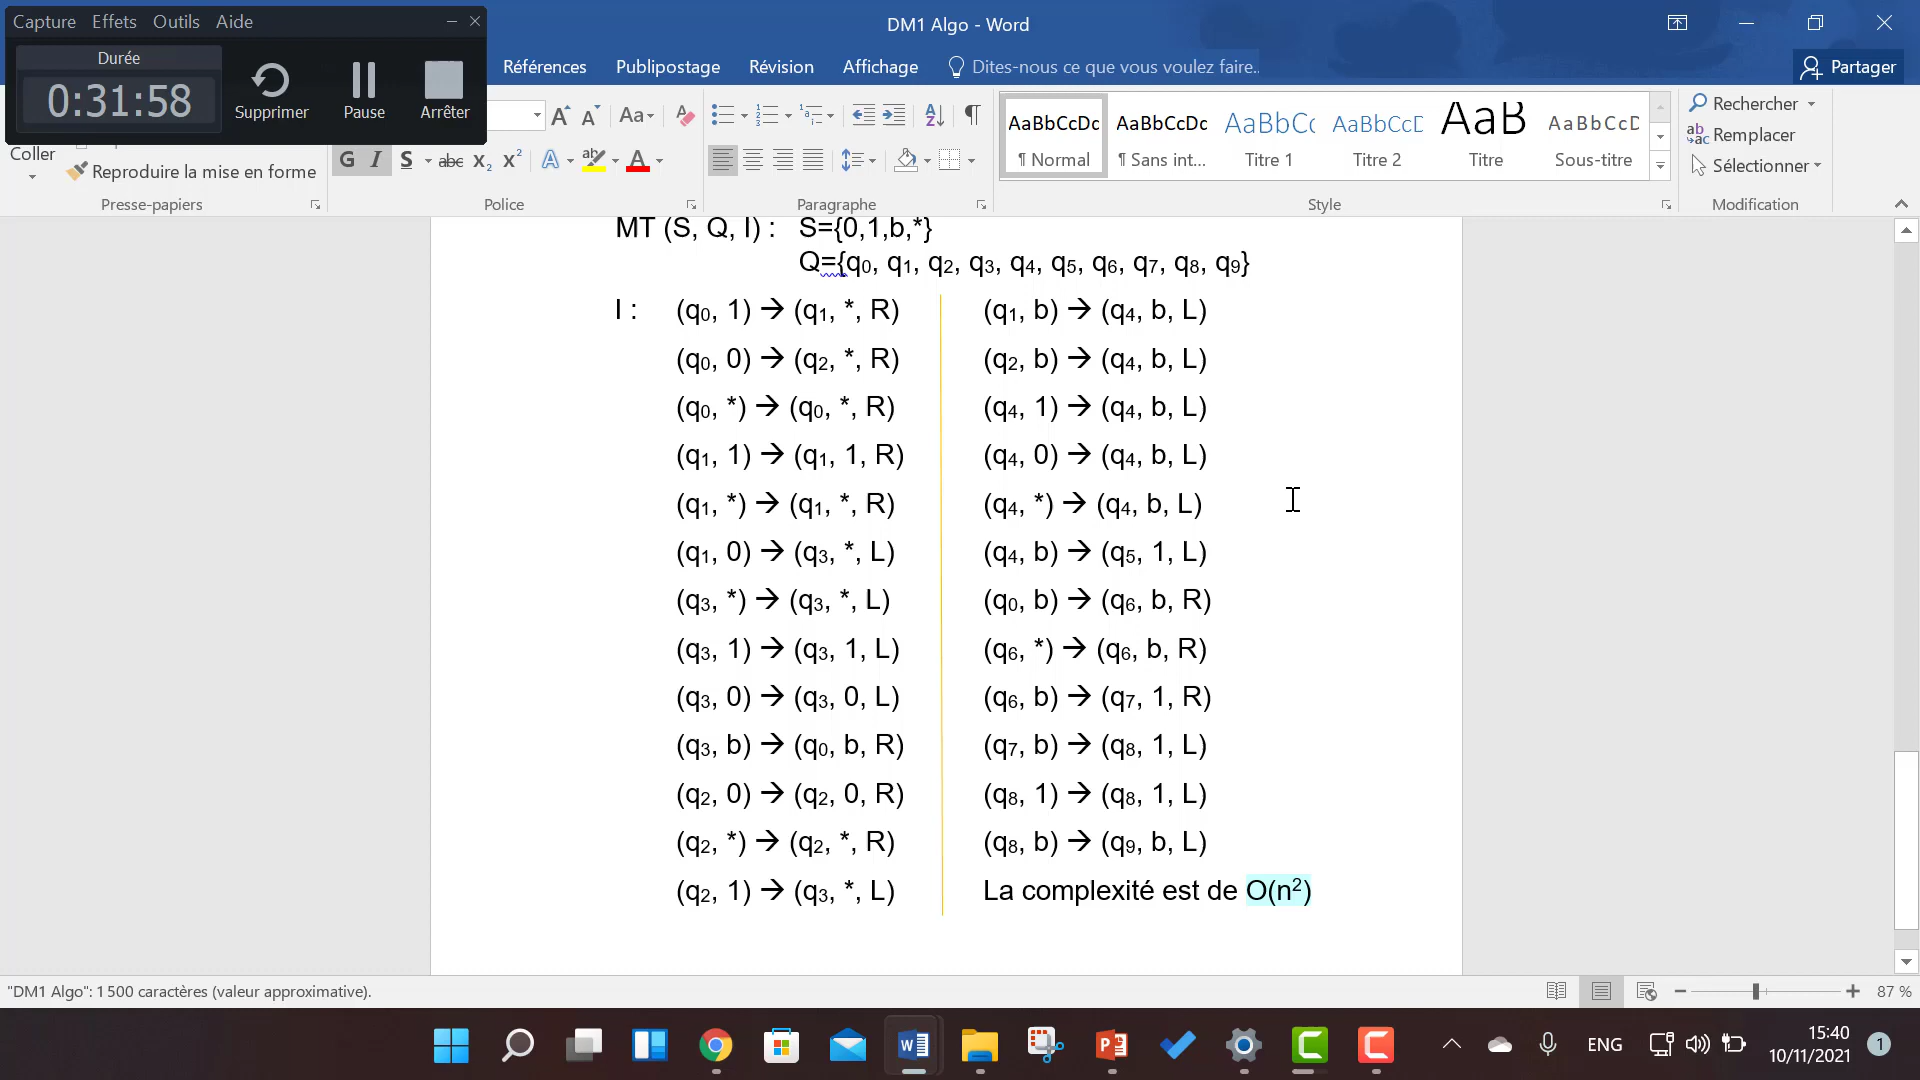 Capture Effets Outils Aide
DM1 Algo - Word
Durée
0:31:58
Supprimer Pause Arrêter
Références Publipostage Révision Affichage Dites-nous ce que vous voulez faire...
Partager
Coller
Reproduire la mise en forme
Presse-papiers
G I S abc x₂ x² A ab A
Aa
Police
Paragraphe
AaBbCcDc AaBbCcDc AaBbCc AaBbCcD AaB AaBbCcD
¶ Normal ¶ Sans int... Titre 1 Titre 2 Titre Sous-titre
Style
Rechercher
Remplacer
Sélectionner
Modification
MT (S, Q, I) : S={0,1,b,*}
Q={q₀, q₁, q₂, q₃, q₄, q₅, q₆, q₇, q₈, q₉}
I : (q₀, 1) → (q₁, *, R)
(q₀, 0) → (q₂, *, R)
(q₀, *) → (q₀, *, R)
(q₁, 1) → (q₁, 1, R)
(q₁, *) → (q₁, *, R)
(q₁, 0) → (q₃, *, L)
(q₃, *) → (q₃, *, L)
(q₃, 1) → (q₃, 1, L)
(q₃, 0) → (q₃, 0, L)
(q₃, b) → (q₀, b, R)
(q₂, 0) → (q₂, 0, R)
(q₂, *) → (q₂, *, R)
(q₂, 1) → (q₃, *, L)
(q₁, b) → (q₄, b, L)
(q₂, b) → (q₄, b, L)
(q₄, 1) → (q₄, b, L)
(q₄, 0) → (q₄, b, L)
(q₄, *) → (q₄, b, L)
(q₄, b) → (q₅, 1, L)
(q₀, b) → (q₆, b, R)
(q₆, *) → (q₆, b, R)
(q₆, b) → (q₇, 1, R)
(q₇, b) → (q₈, 1, L)
(q₈, 1) → (q₈, 1, L)
(q₈, b) → (q₉, b, L)
La complexité est de O(n²)
"DM1 Algo": 1 500 caractères (valeur approximative).
87 %
ENG
15:40
10/11/2021
1